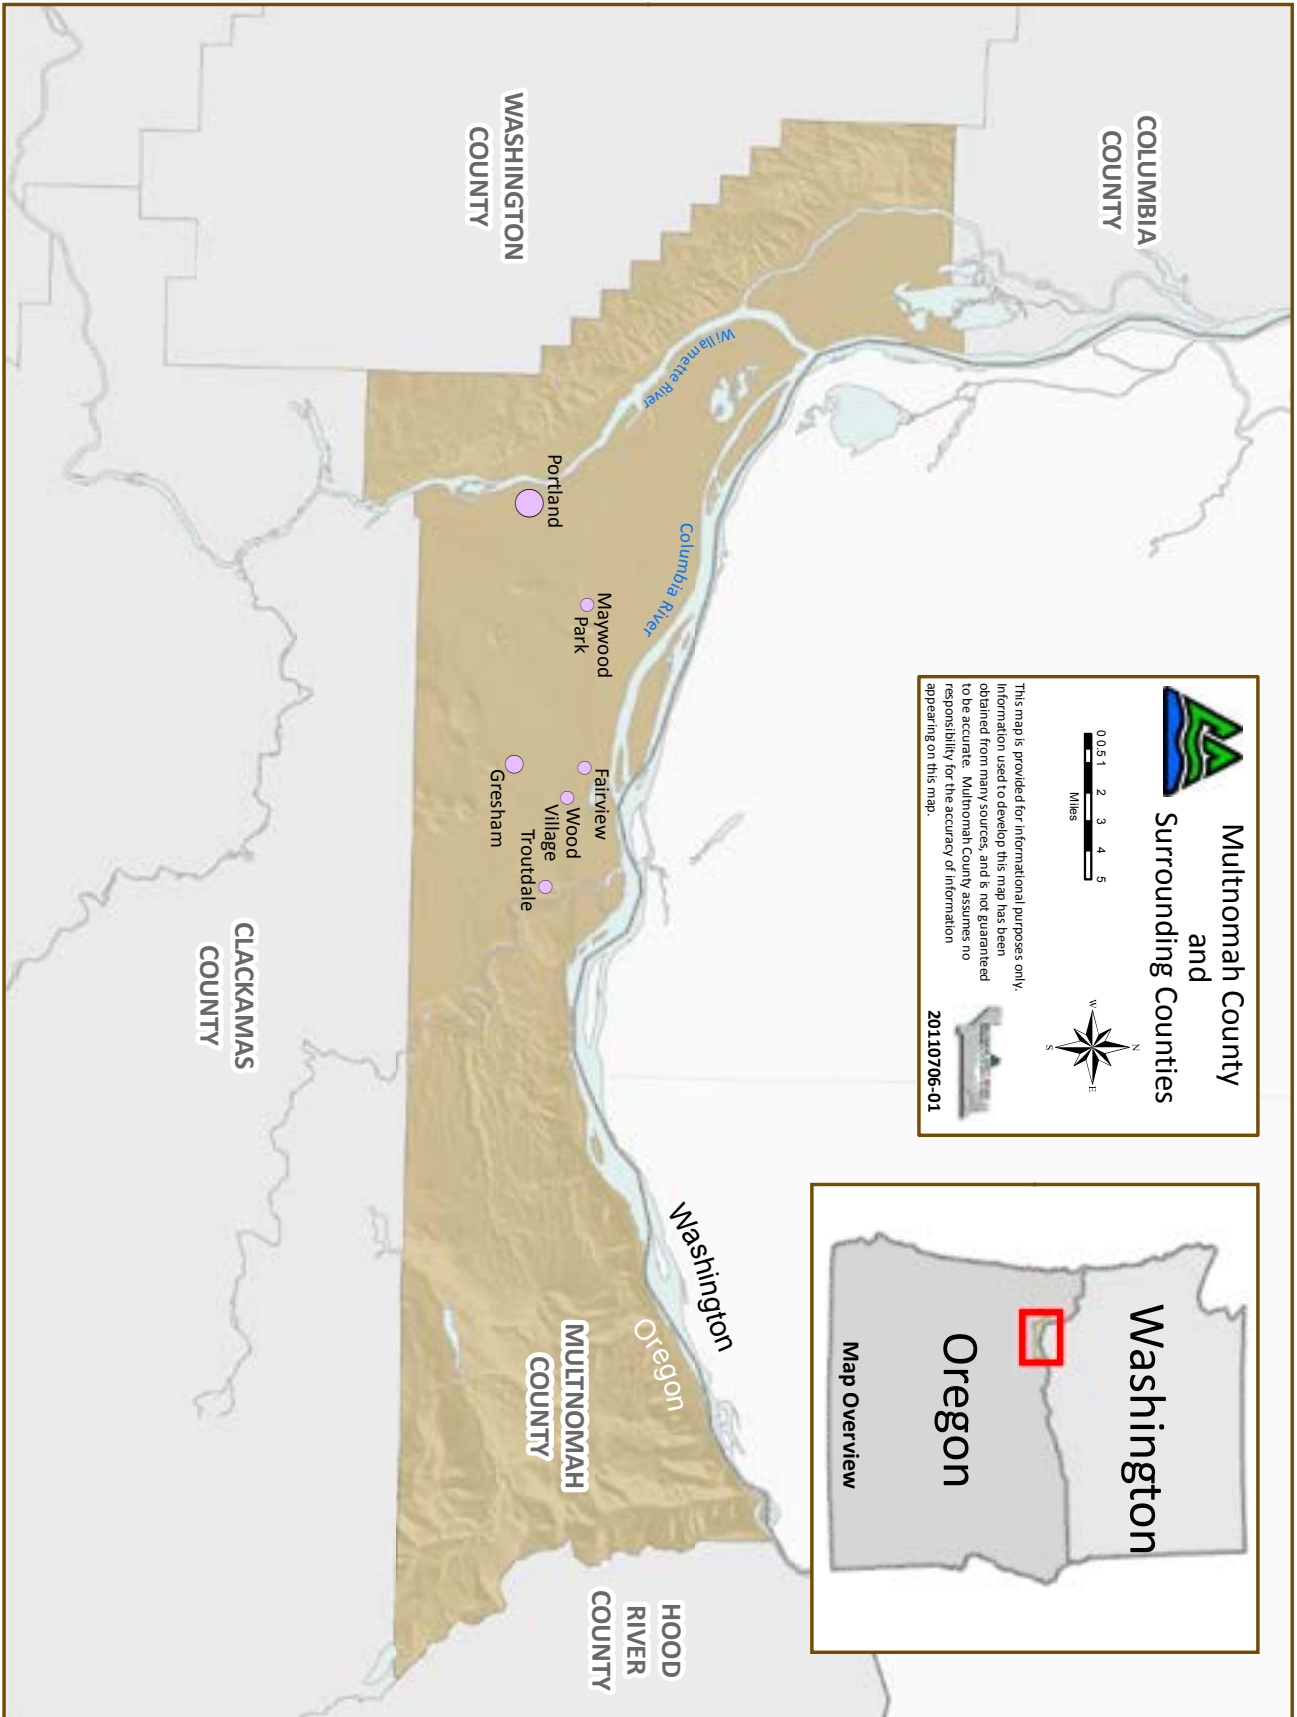 Multnomah County
and
Surrounding Counties
0 0.5 1 2 3 4 5
Miles
N
W
E
S
This map is provided for informational purposes only.
Information used to develop this map has been
obtained from many sources, and is not guaranteed
to be accurate. Multnomah County assumes no
responsibility for the accuracy of information
appearing on this map.
20110706-01
Washington
Oregon
Map Overview
COLUMBIA
COUNTY
WASHINGTON
COUNTY
Willamette River
Columbia River
Portland
Maywood
Park
Fairview
Wood
Village
Troutdale
Gresham
Washington
Oregon
MULTNOMAH
COUNTY
HOOD
RIVER
COUNTY
CLACKAMAS
COUNTY